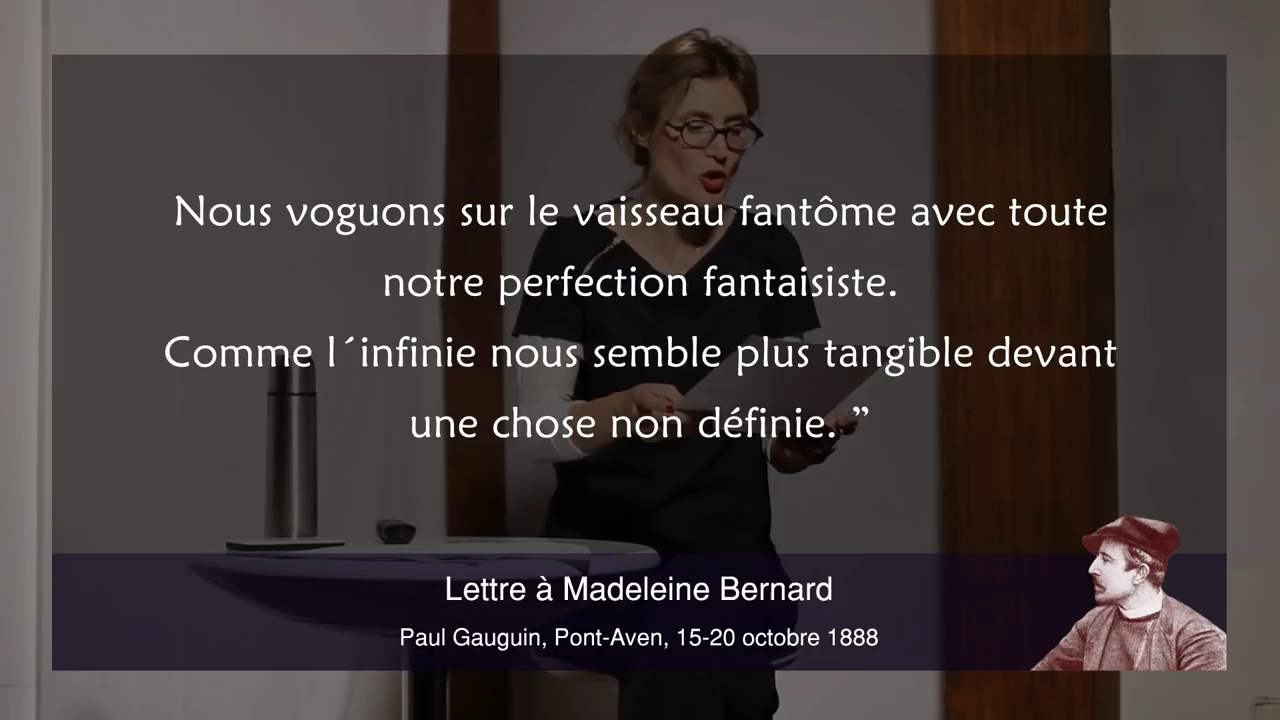 Nous voguons sur le vaisseau fantôme avec toute
notre perfection fantaisiste.
Comme l´infinie nous semble plus tangible devant
une chose non définie. ”
Lettre à Madeleine Bernard
Paul Gauguin, Pont-Aven, 15-20 octobre 1888